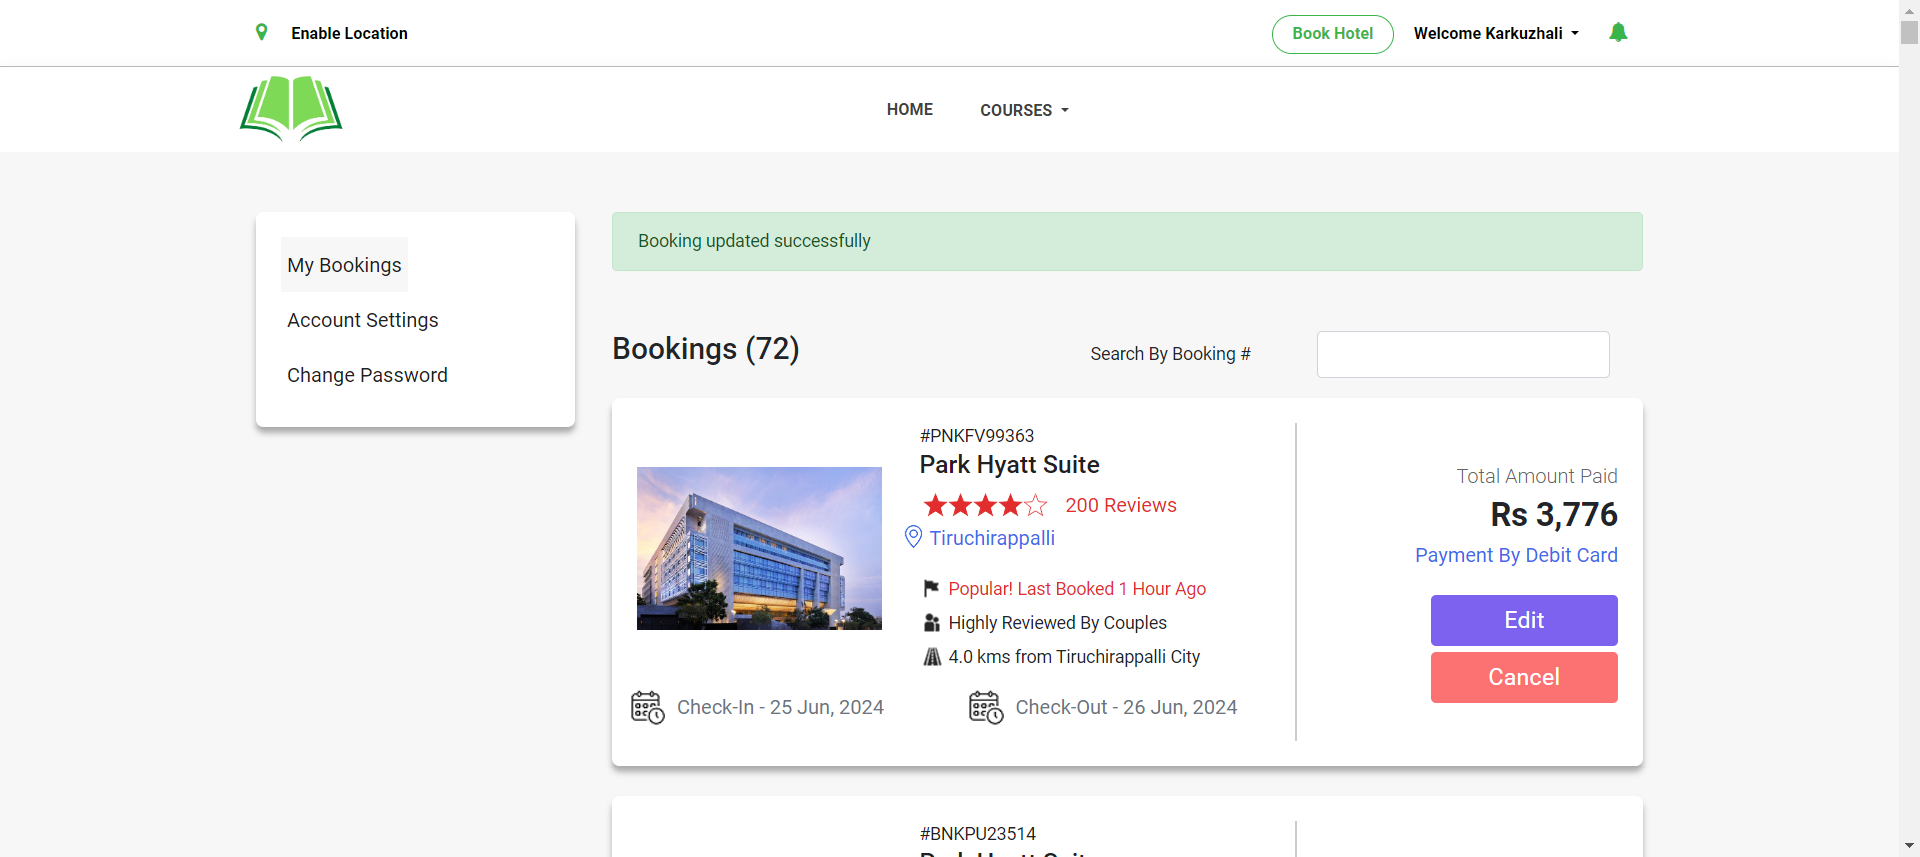 Enable Location
Book Hotel
Welcome Karkuzhali
HOME
COURSES
My Bookings
Account Settings
Change Password
Booking updated successfully
Bookings (72)
Search By Booking #
#PNKFV99363
Park Hyatt Suite
200 Reviews
Tiruchirappalli
Popular! Last Booked 1 Hour Ago
Highly Reviewed By Couples
4.0 kms from Tiruchirappalli City
Check-In - 25 Jun, 2024
Check-Out - 26 Jun, 2024
Total Amount Paid
Rs 3,776
Payment By Debit Card
Edit
Cancel
#BNKPU23514
Park Hyatt Suite